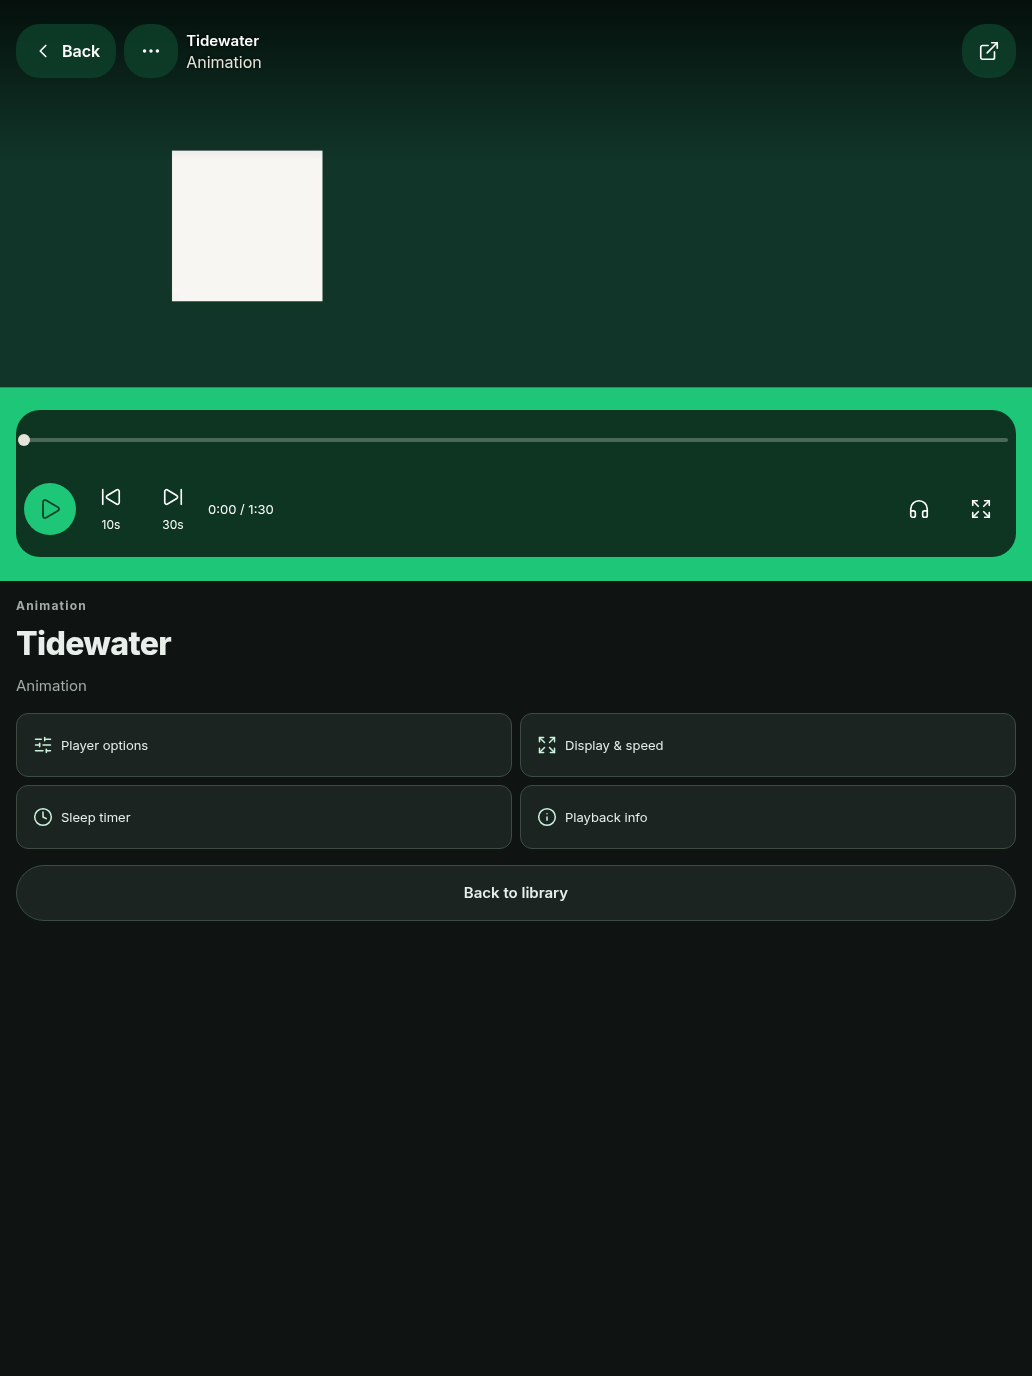 Back
Tidewater
Animation
10s
30s
0:00 / 1:30
Animation
Tidewater
Animation
Player options
Display & speed
Sleep timer
Playback info
Back to library